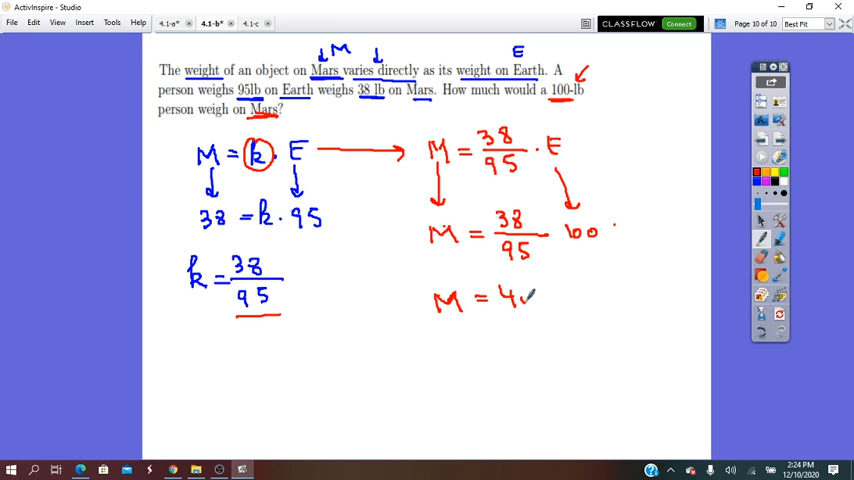 ActivInspire - Studio
File Edit View Insert Tools Help
CLASSFLOW Connect
Page 10 of 10
Best Pit
4.1-a*
4.1-b*
4.1-c
M
E
The weight of an object on Mars varies directly as its weight on Earth. A
person weighs 95lb on Earth weighs 38 lb on Mars. How much would a 100-lb
person weigh on Mars?
M = k · E
M = 38/95 · E
38 = k · 95
M = 38/95 100
k = 38/95
M = 4
2:24 PM
12/10/2020